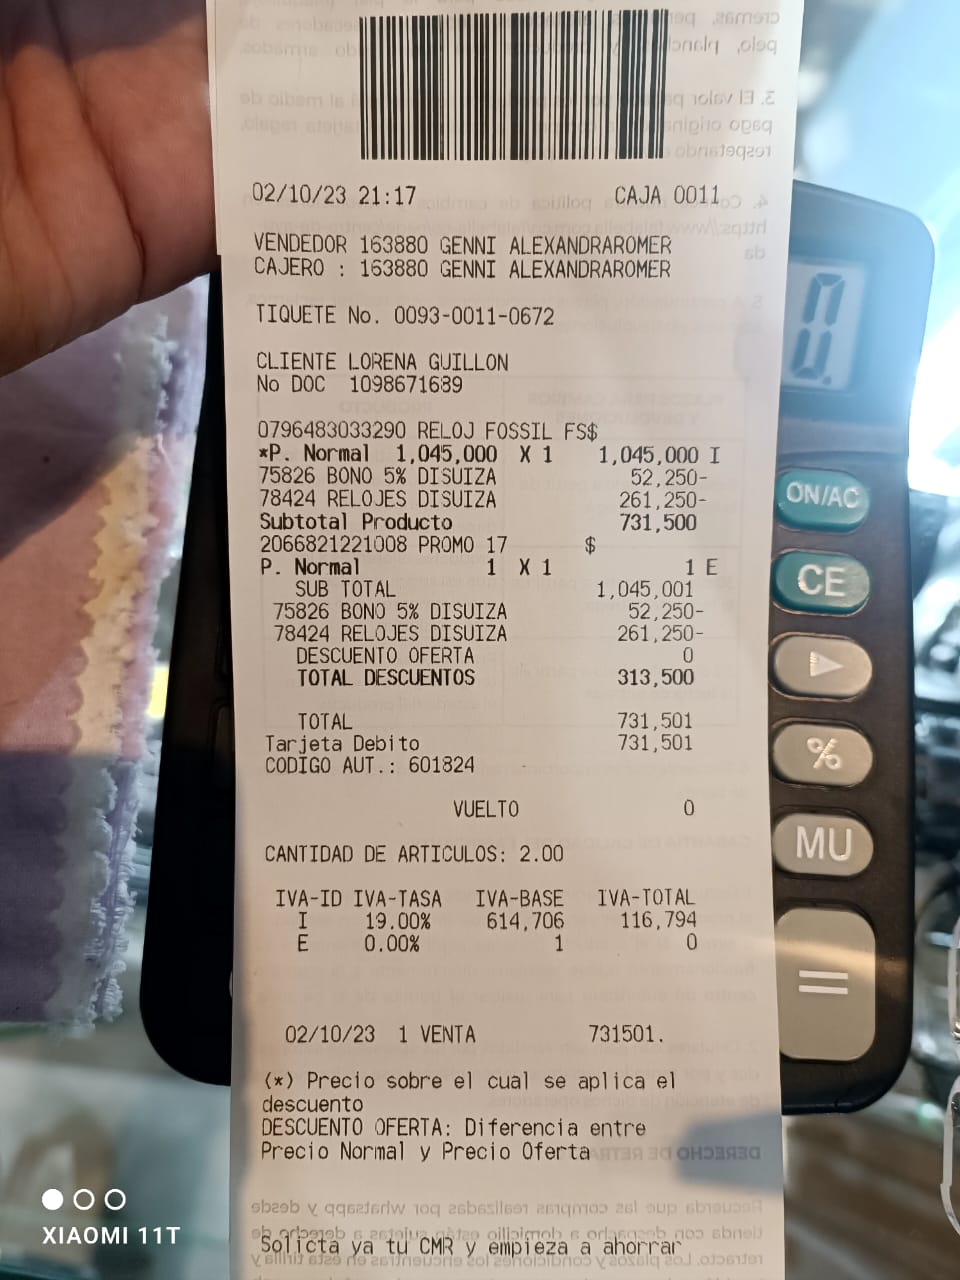 02/10/23 21:17 CAJA 0011
VENDEDOR 163880 GENNI ALEXANDRAROMER
CAJERO : 163880 GENNI ALEXANDRAROMER
TIQUETE No. 0093-0011-0672
CLIENTE LORENA GUILLON
No DOC 1098671689
0796483033290 RELOJ FOSSIL FS$
*P. Normal 1,045,000 X 1 1,045,000 I
75826 BONO 5% DISUIZA 52,250-
78424 RELOJES DISUIZA 261,250-
Subtotal Producto 731,500
2066821221008 PROMO 17 $
P. Normal 1 X 1 1 E
SUB TOTAL 1,045,001
75826 BONO 5% DISUIZA 52,250-
78424 RELOJES DISUIZA 261,250-
DESCUENTO OFERTA 0
TOTAL DESCUENTOS 313,500
TOTAL 731,501
Tarjeta Debito 731,501
CODIGO AUT.: 601824
VUELTO 0
CANTIDAD DE ARTICULOS: 2.00
IVA-ID IVA-TASA IVA-BASE IVA-TOTAL
I 19.00% 614,706 116,794
E 0.00% 1 0
02/10/23 1 VENTA 731501.
(*) Precio sobre el cual se aplica el
descuento
DESCUENTO OFERTA: Diferencia entre
Precio Normal y Precio Oferta
Solicta ya tu CMR y empieza a ahorrar
0.
ON/AC
CE
%
MU
=
XIAOMI 11T